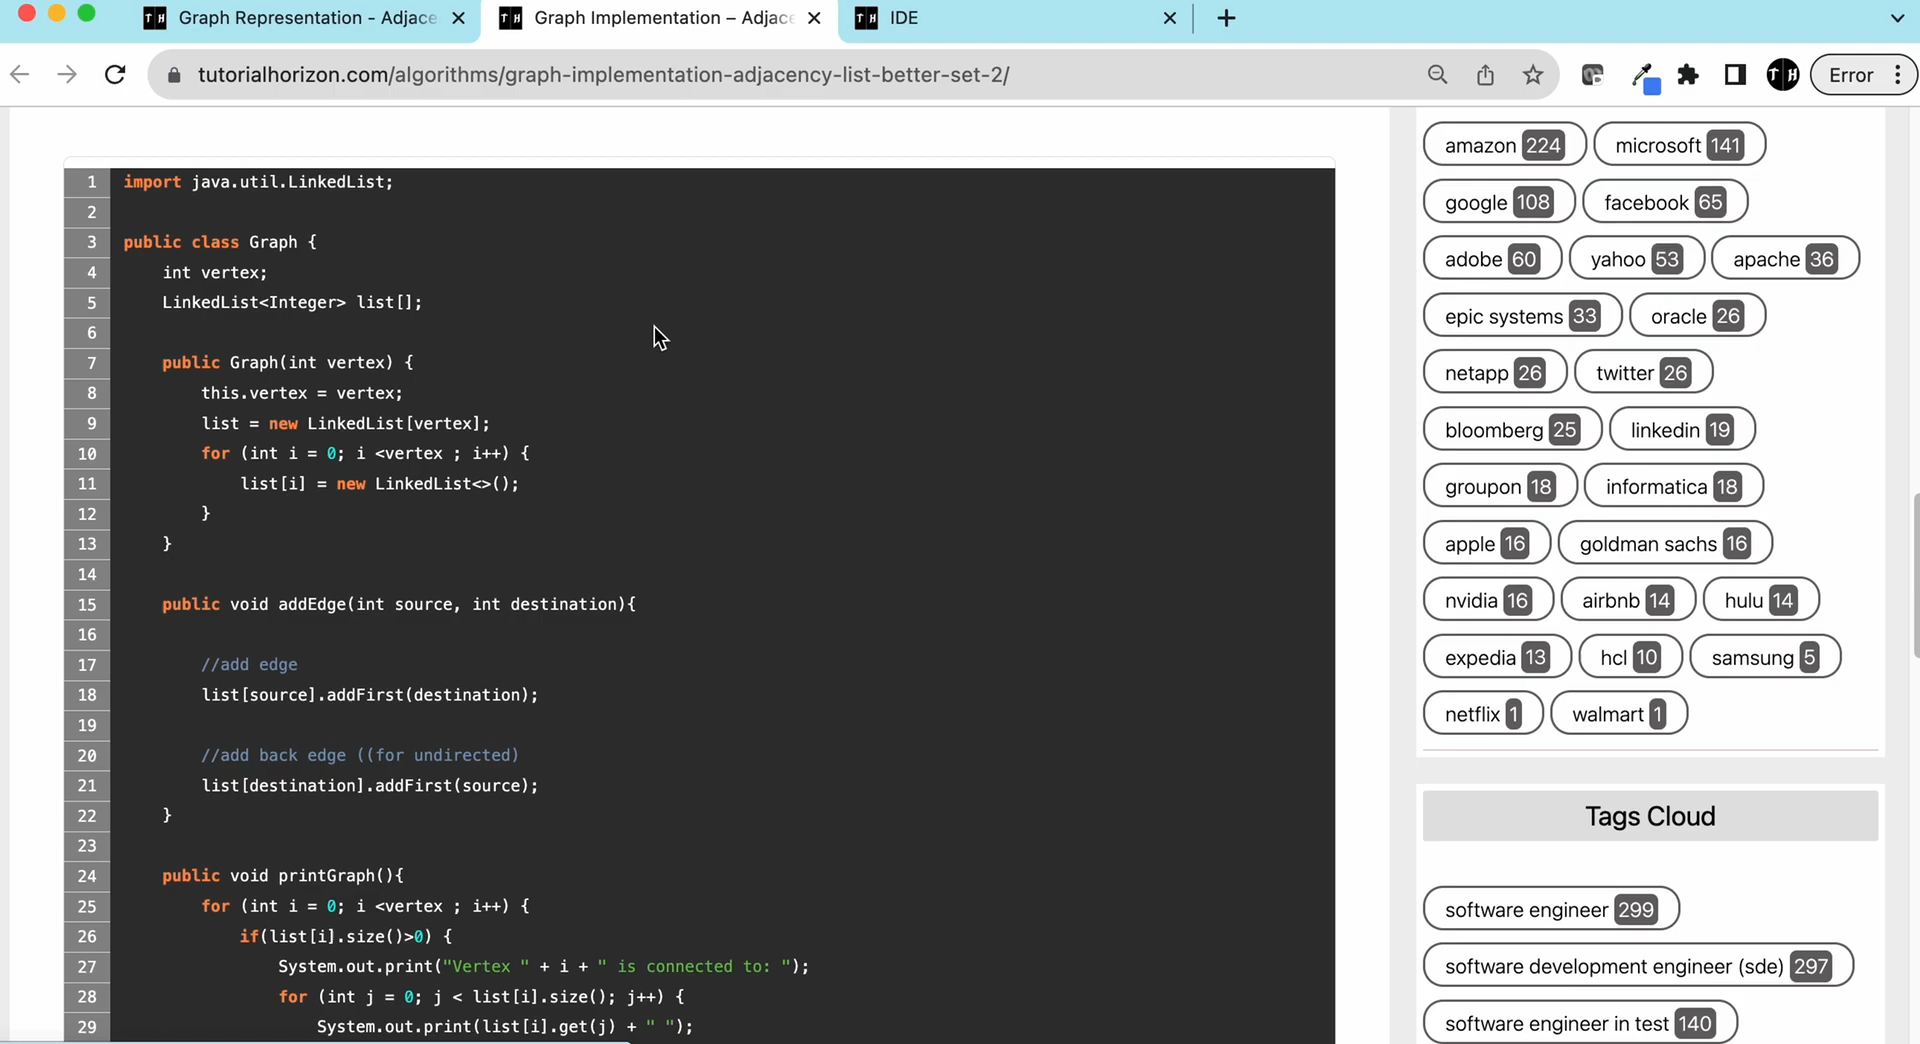 TH Graph Representation - Adjace
TH Graph Implementation – Adjace
TH IDE
tutorialhorizon.com/algorithms/graph-implementation-adjacency-list-better-set-2/
TH
Error
1 import java.util.LinkedList;
2
3 public class Graph {
4 int vertex;
5 LinkedList<Integer> list[];
6
7 public Graph(int vertex) {
8 this.vertex = vertex;
9 list = new LinkedList[vertex];
10 for (int i = 0; i <vertex ; i++) {
11 list[i] = new LinkedList<>();
12 }
13 }
14
15 public void addEdge(int source, int destination){
16
17 //add edge
18 list[source].addFirst(destination);
19
20 //add back edge ((for undirected)
21 list[destination].addFirst(source);
22 }
23
24 public void printGraph(){
25 for (int i = 0; i <vertex ; i++) {
26 if(list[i].size()>0) {
27 System.out.print("Vertex " + i + " is connected to: ");
28 for (int j = 0; j < list[i].size(); j++) {
29 System.out.print(list[i].get(j) + " ");
amazon 224 microsoft 141
google 108 facebook 65
adobe 60 yahoo 53 apache 36
epic systems 33 oracle 26
netapp 26 twitter 26
bloomberg 25 linkedin 19
groupon 18 informatica 18
apple 16 goldman sachs 16
nvidia 16 airbnb 14 hulu 14
expedia 13 hcl 10 samsung 5
netflix 1 walmart 1
Tags Cloud
software engineer 299
software development engineer (sde) 297
software engineer in test 140